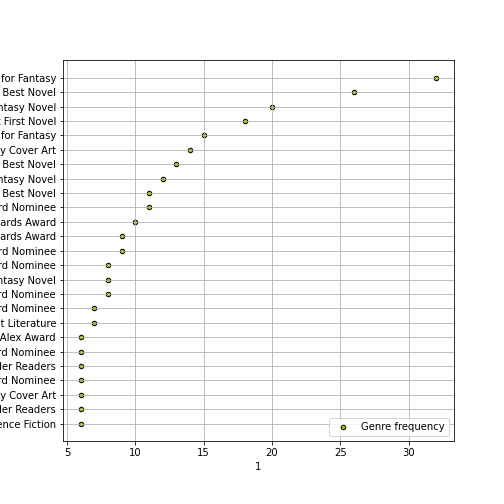 for Fantasy
Best Novel
ntasy Novel
First Novel
for Fantasy
y Cover Art
Best Novel
ntasy Novel
Best Novel
rd Nominee
ards Award
ards Award
rd Nominee
rd Nominee
ntasy Novel
rd Nominee
rd Nominee
t Literature
Alex Award
rd Nominee
ler Readers
rd Nominee
y Cover Art
ler Readers
ence Fiction
Genre frequency
5 10 15 20 25 30
1